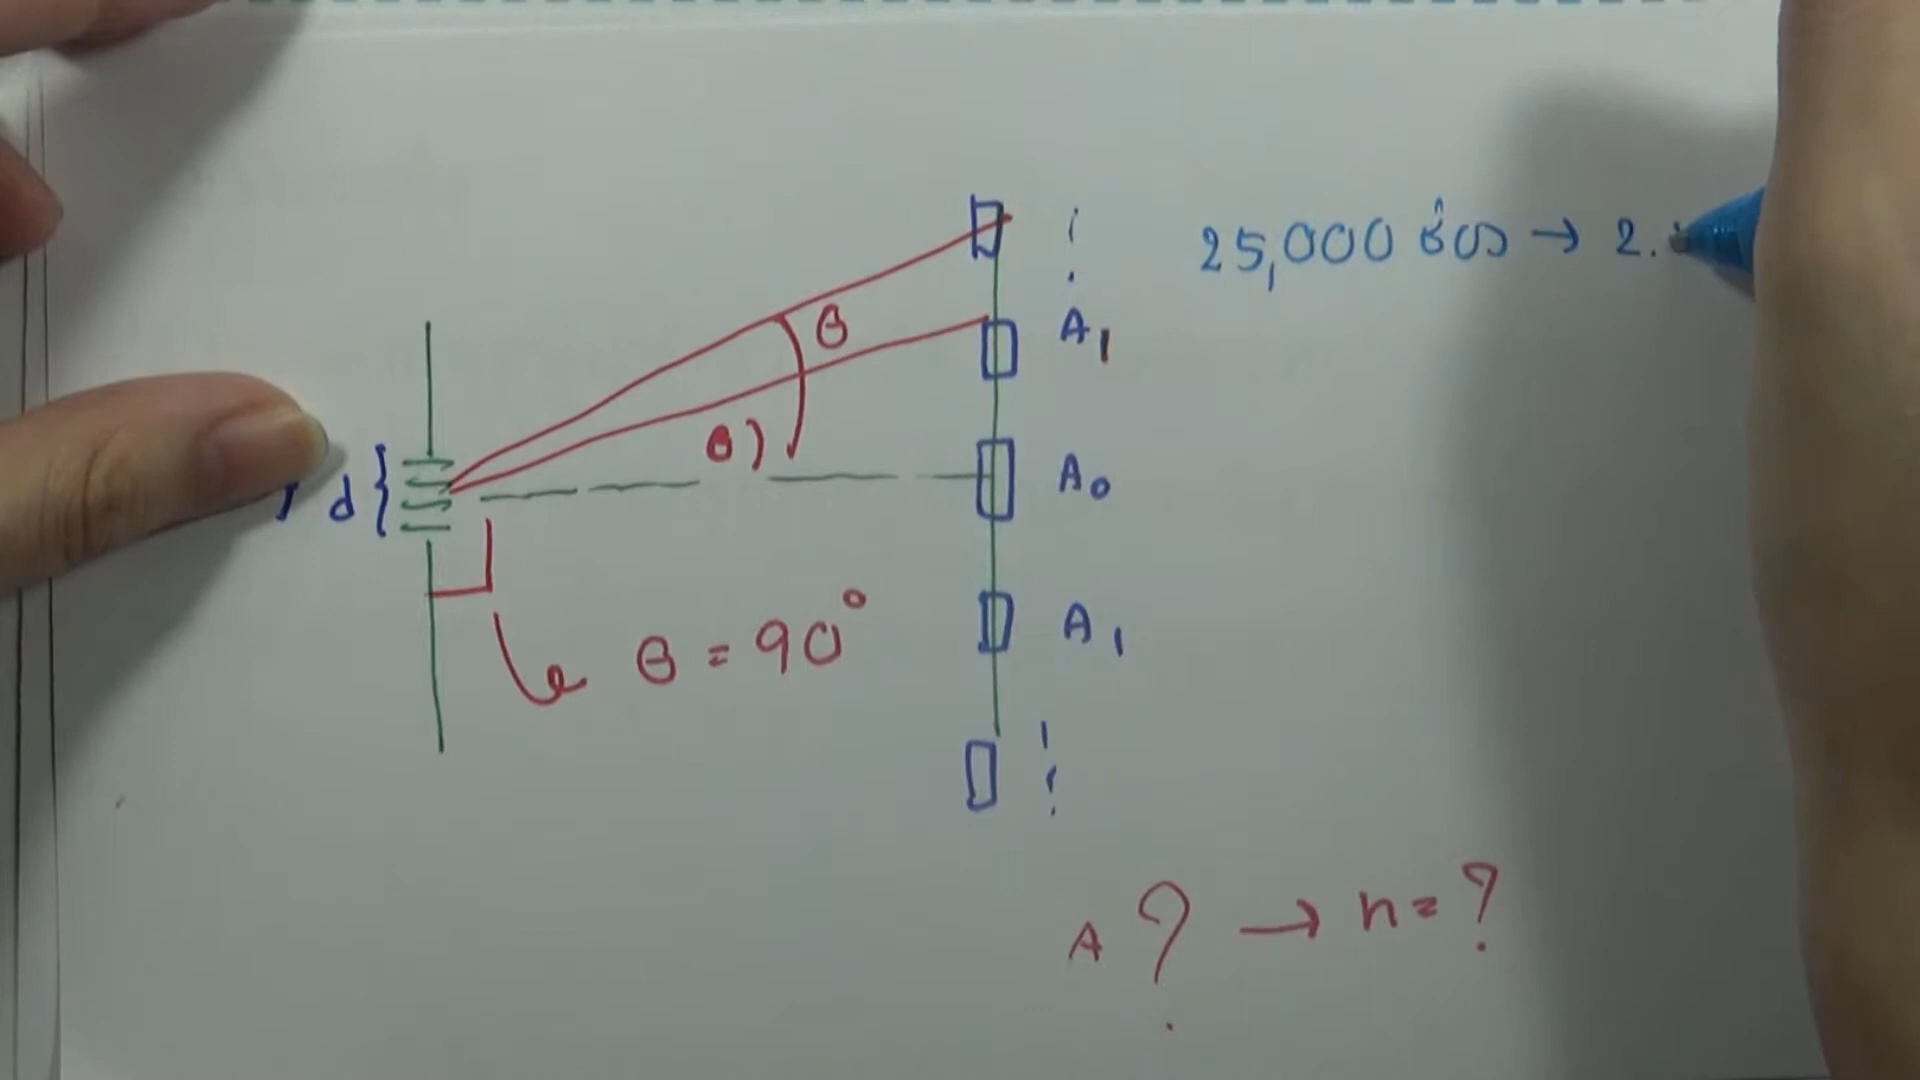 25,000 ช่อง → 2.
θ
A₁
θ
A₀
d
A₁
θ = 90°
A ? → n = ?